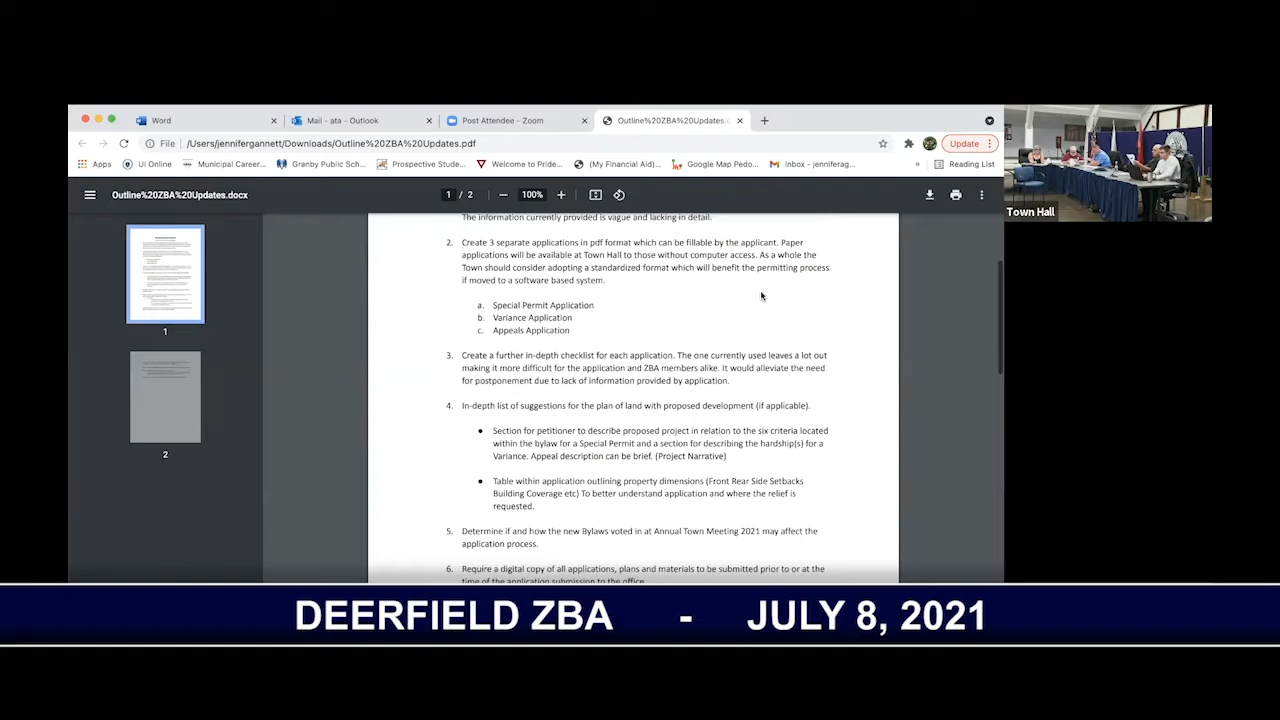 Word
Mail - ata - Outlook
Post Attendee - Zoom
Outline%20ZBA%20Updates.c
File
/Users/jennifergannett/Downloads/Outline%20ZBA%20Updates.pdf
Update
Apps
UI Online
Municipal Career...
Granby Public Sch...
Prospective Stude...
Welcome to Pride...
(My Financial Aid)...
Google Map Pedo...
Inbox - jenniferag...
»
Reading List
Outline%20ZBA%20Updates.docx
1 / 2
100%
Town Hall
1
2
The information currently provided is vague and lacking in detail.
2. Create 3 separate applications in pdf format which can be fillable by the applicant. Paper
applications will be available at Town Hall to those without computer access. As a whole the
Town should consider adopting a standardized format which will benefit the permitting process
if moved to a software based system.
a. Special Permit Application
b. Variance Application
c. Appeals Application
3. Create a further in-depth checklist for each application. The one currently used leaves a lot out
making it more difficult for the application and ZBA members alike. It would alleviate the need
for postponement due to lack of information provided by application.
4. In-depth list of suggestions for the plan of land with proposed development (if applicable).
● Section for petitioner to describe proposed project in relation to the six criteria located
within the bylaw for a Special Permit and a section for describing the hardship(s) for a
Variance. Appeal description can be brief. (Project Narrative)
● Table within application outlining property dimensions (Front Rear Side Setbacks
Building Coverage etc) To better understand application and where the relief is
requested.
5. Determine if and how the new Bylaws voted in at Annual Town Meeting 2021 may affect the
application process.
6. Require a digital copy of all applications, plans and materials to be submitted prior to or at the
time of the application submission to the office.
DEERFIELD ZBA - JULY 8, 2021